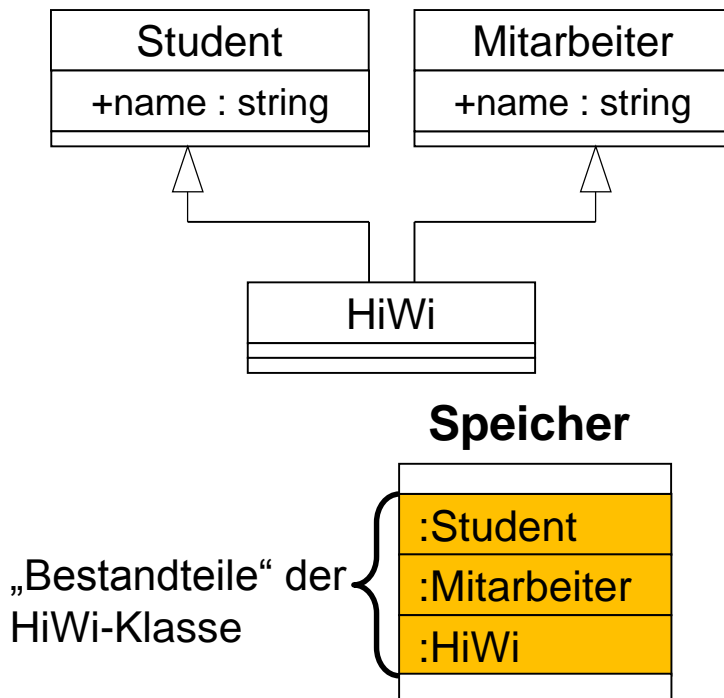 Student
+name : string
Mitarbeiter
+name : string
HiWi
Speicher
:Student
:Mitarbeiter
:HiWi
„Bestandteile“ der
HiWi-Klasse